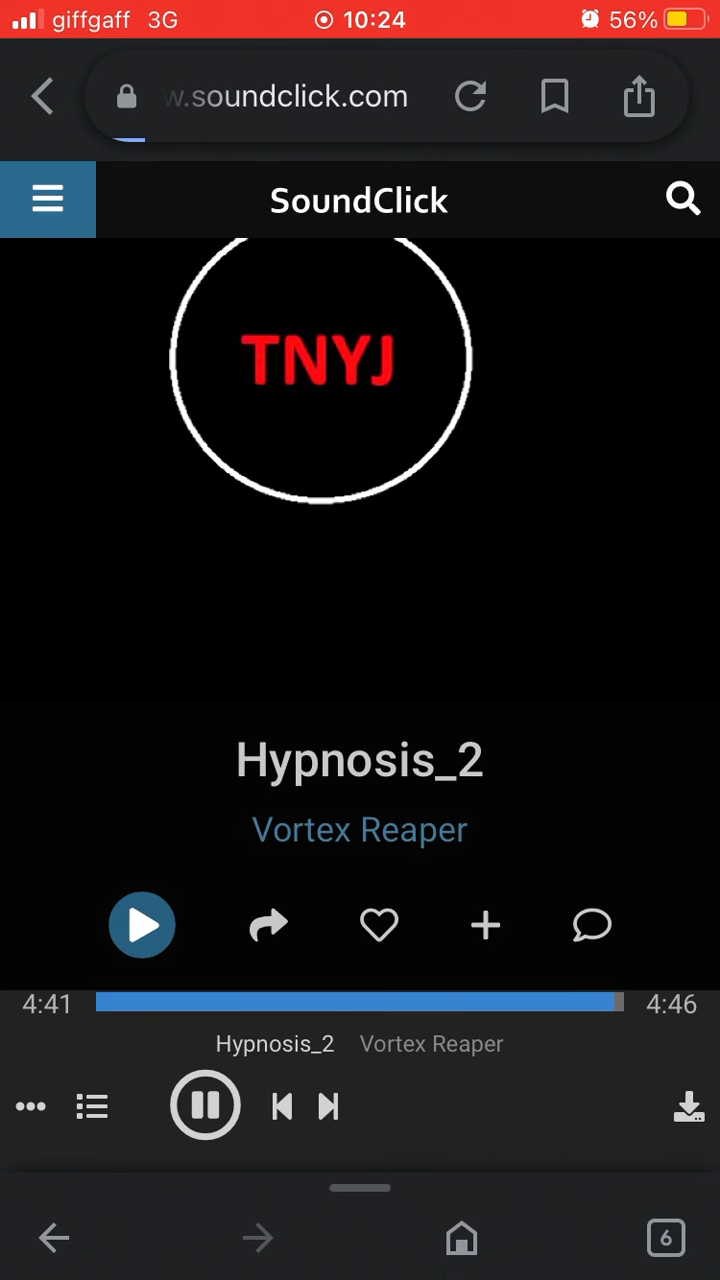 giffgaff 3G 10:24 56%
w.soundclick.com
SoundClick
TNYJ
Hypnosis_2
Vortex Reaper
4:41 4:46
Hypnosis_2 Vortex Reaper
6